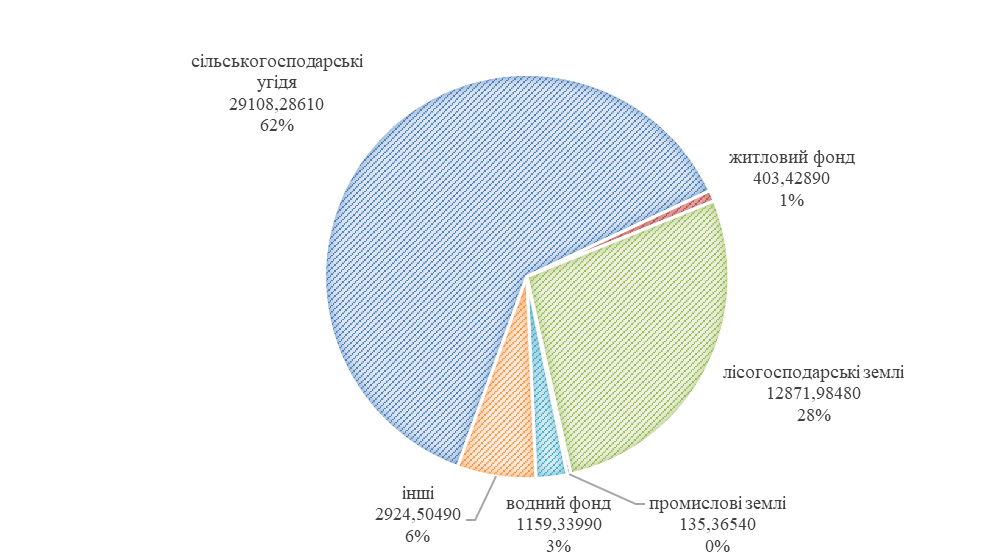 сільськогосподарські
угідя
29108,28610
62%
житловий фонд
403,42890
1%
лісогосподарські землі
12871,98480
28%
промислові землі
135,36540
0%
водний фонд
1159,33990
3%
інші
2924,50490
6%